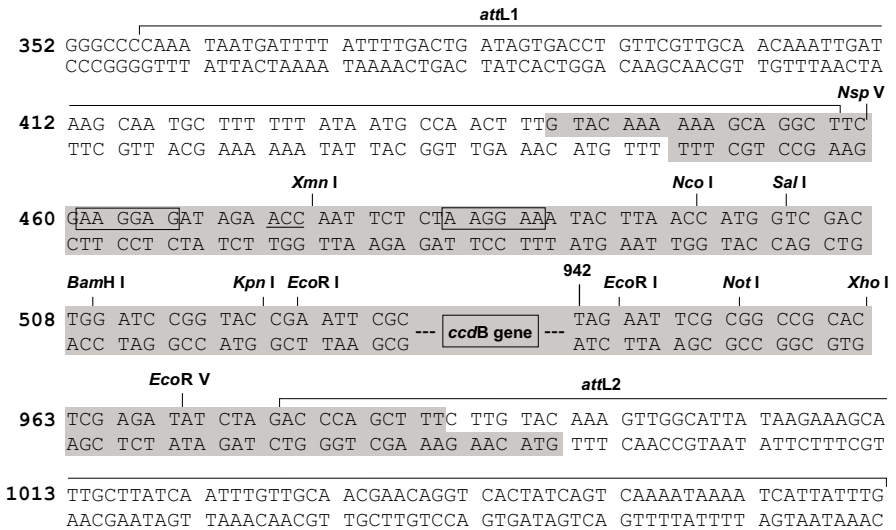 attL1
352 GGGCCCCAAA TAATGATTTT ATTTTGACTG ATAGTGACCT GTTCGTTGCA ACAAATTGAT
CCCGGGGTTT ATTACTAAAA TAAAACTGAC TATCACTGGA CAAGCAACGT TGTTTAACTA
Nsp V
412 AAG CAA TGC TTT TTT ATA ATG CCA ACT TTG TAC AAA AAA GCA GGC TTC
TTC GTT ACG AAA AAA TAT TAC GGT TGA AAC ATG TTT TTT CGT CCG AAG
Xmn I Nco I Sal I
460 GAA GGA GAT AGA ACC AAT TCT CTA AGG AAA TAC TTA ACC ATG GTC GAC
CTT CCT CTA TCT TGG TTA AGA GAT TCC TTT ATG AAT TGG TAC CAG CTG
BamH I Kpn I EcoR I 942 EcoR I Not I Xho I
508 TGG ATC CGG TAC CGA ATT CGC --- ccdB gene --- TAG AAT TCG CGG CCG CAC
ACC TAG GCC ATG GCT TAA GCG ATC TTA AGC GCC GGC GTG
EcoR V attL2
963 TCG AGA TAT CTA GAC CCA GCT TTC TTG TAC AAA GTTGGCATTA TAAGAAAGCA
AGC TCT ATA GAT CTG GGT CGA AAG AAC ATG TTT CAACCGTAAT ATTCTTTCGT
1013 TTGCTTATCA ATTTGTTGCA ACGAACAGGT CACTATCAGT CAAAATAAAA TCATTATTTG
AACGAATAGT TAAACAACGT TGCTTGTCCA GTGATAGTCA GTTTTATTTT AGTAATAAAC